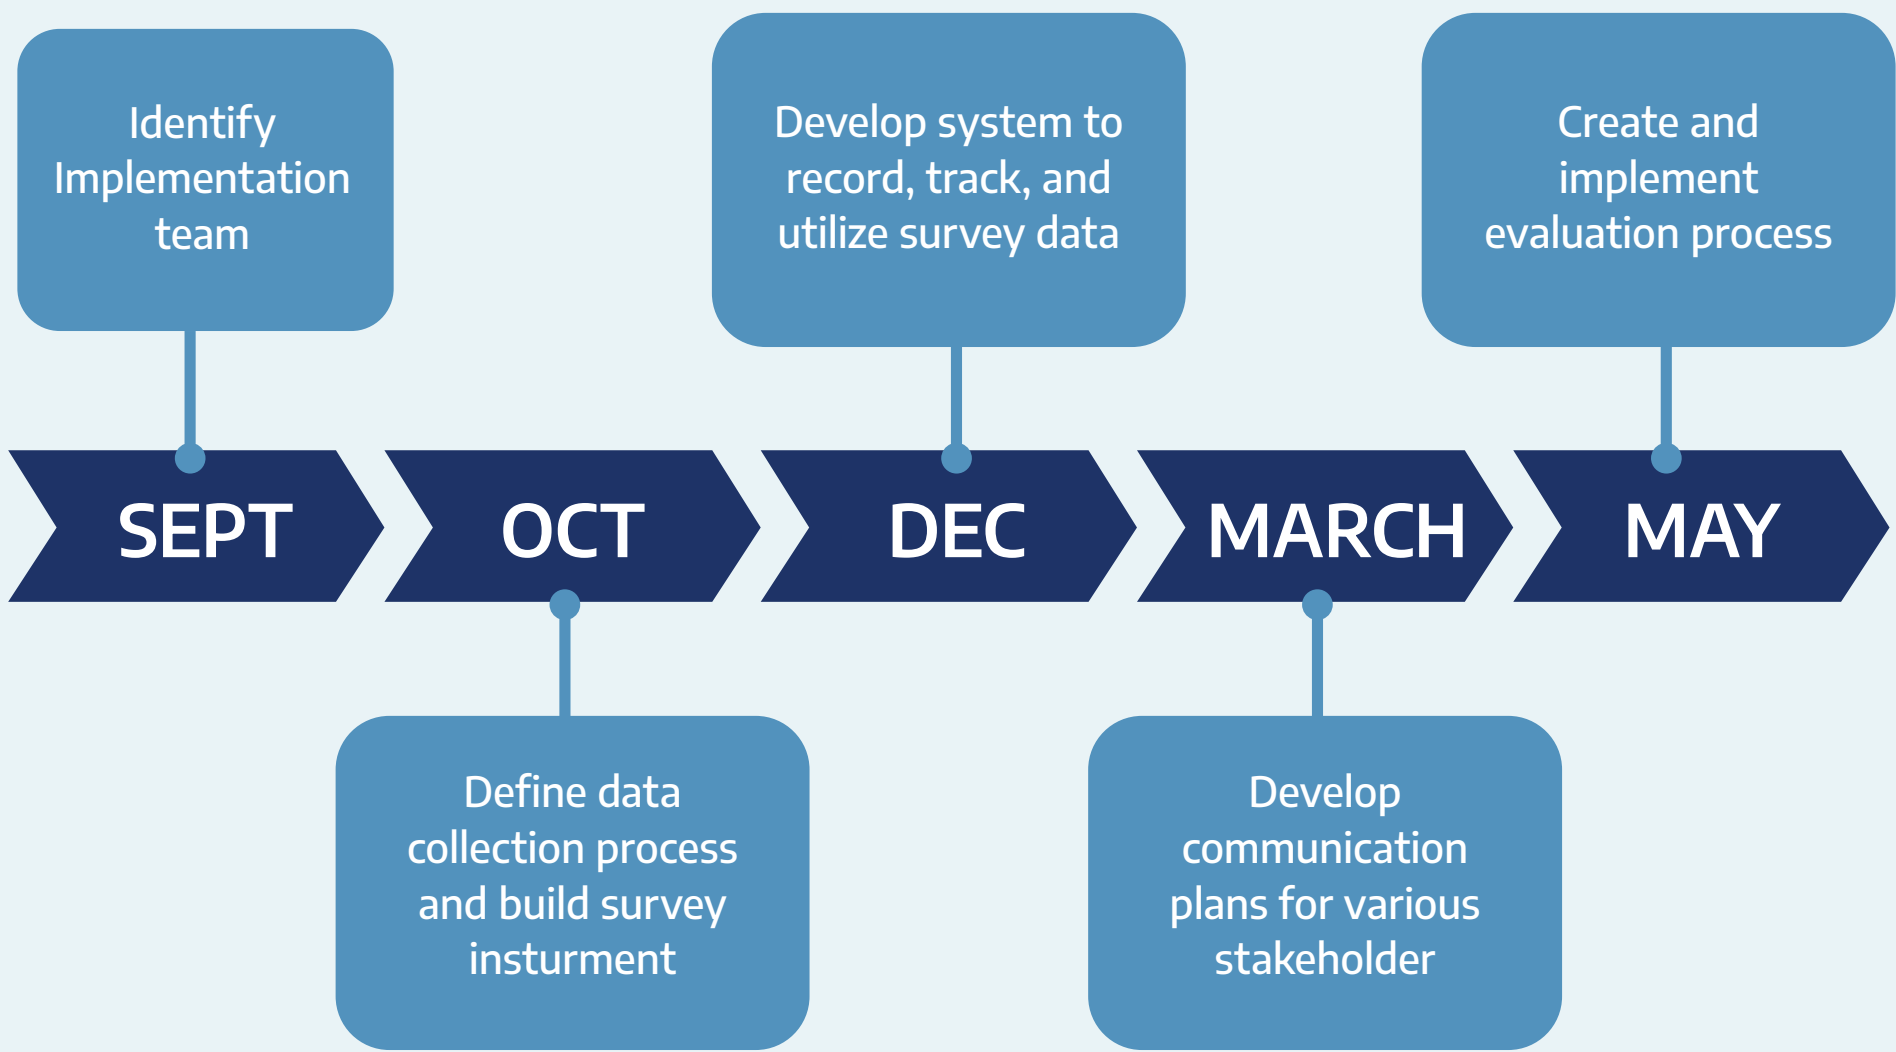 Identify
Implementation
team
Develop system to
record, track, and
utilize survey data
Create and
implement
evaluation process
SEPT
OCT
DEC
MARCH
MAY
Define data
collection process
and build survey
insturment
Develop
communication
plans for various
stakeholder